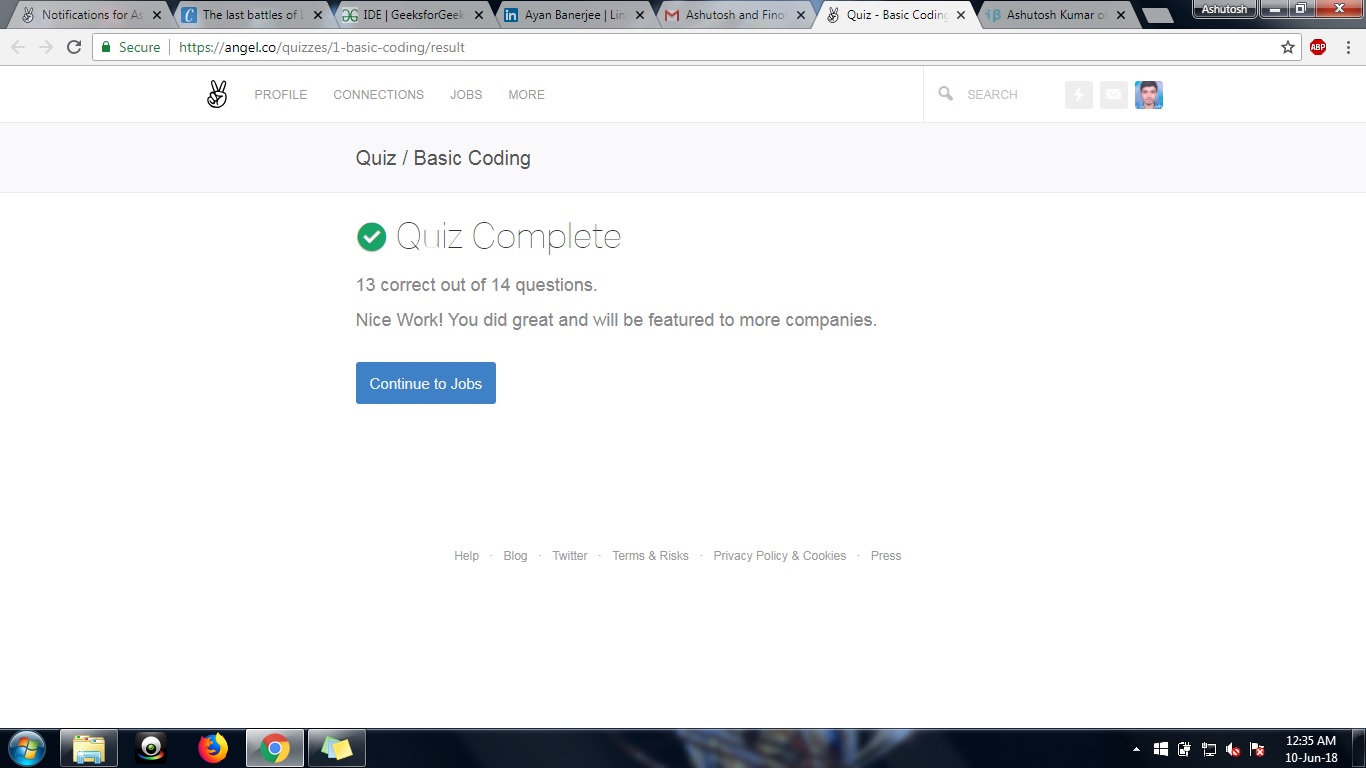 Ashutosh
Notifications for As
The last battles of
IDE | GeeksforGeek
Ayan Banerjee | Lin
Ashutosh and Fino
Quiz - Basic Coding
Ashutosh Kumar o
Secure
https://angel.co/quizzes/1-basic-coding/result
ABP
PROFILE CONNECTIONS JOBS MORE SEARCH
Quiz / Basic Coding
Quiz Complete
13 correct out of 14 questions.
Nice Work! You did great and will be featured to more companies.
Continue to Jobs
Help · Blog · Twitter · Terms & Risks · Privacy Policy & Cookies · Press
12:35 AM
10-Jun-18